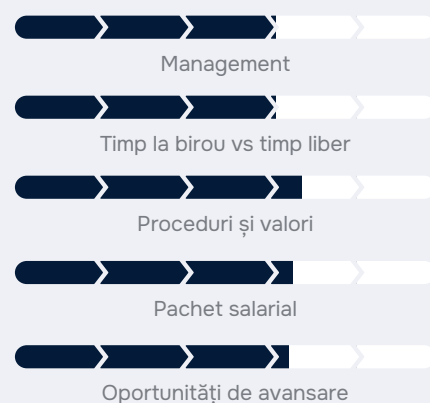 Management
Timp la birou vs timp liber
Proceduri și valori
Pachet salarial
Oportunități de avansare